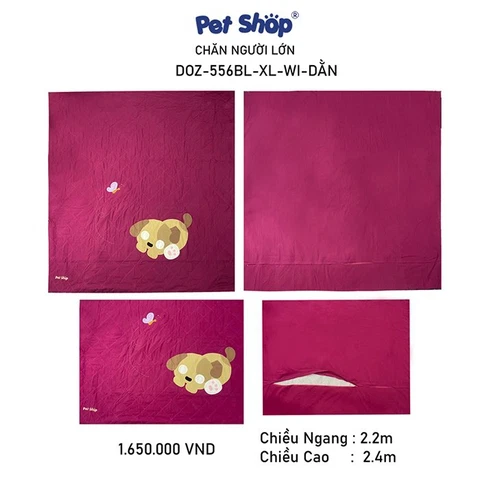 Pet Shop®
CHĂN NGƯỜI LỚN
DOZ-556BL-XL-WI-DẰN
Pet Shop
Pet Shop
1.650.000 VND
Chiều Ngang : 2.2m
Chiều Cao : 2.4m